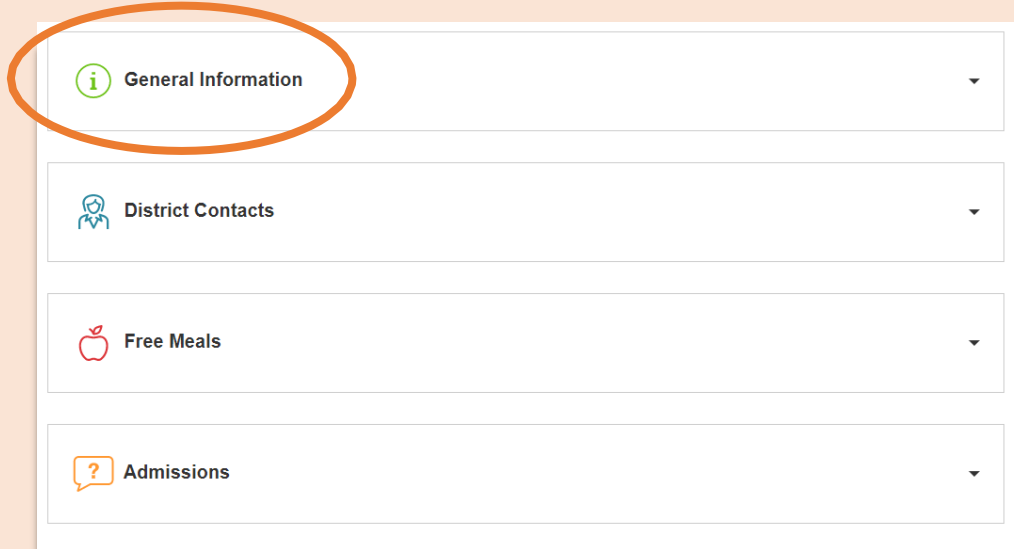 General Information
District Contacts
Free Meals
Admissions